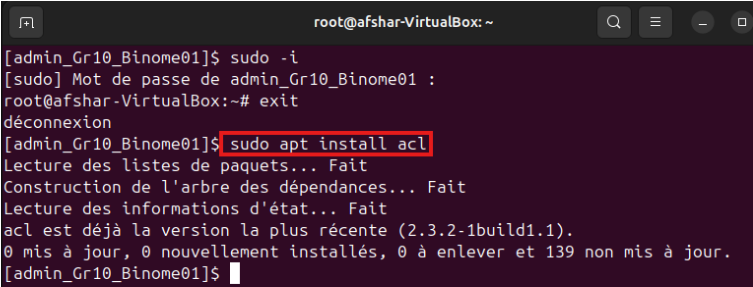 root@afshar-VirtualBox: ~
[admin_Gr10_Binome01]$ sudo -i
[sudo] Mot de passe de admin_Gr10_Binome01 :
root@afshar-VirtualBox:~# exit
déconnexion
[admin_Gr10_Binome01]$ sudo apt install acl
Lecture des listes de paquets... Fait
Construction de l'arbre des dépendances... Fait
Lecture des informations d'état... Fait
acl est déjà la version la plus récente (2.3.2-1build1.1).
0 mis à jour, 0 nouvellement installés, 0 à enlever et 139 non mis à jour.
[admin_Gr10_Binome01]$